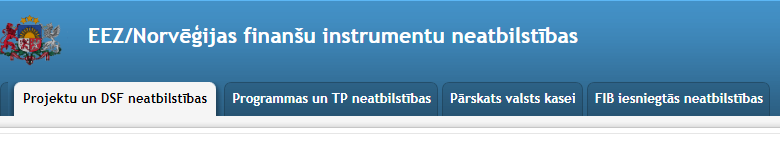 EEZ/Norvēģijas finanšu instrumentu neatbilstības
Projektu un DSF neatbilstības Programmas un TP neatbilstības Pārskats valsts kasei FIB iesniegtās neatbilstības